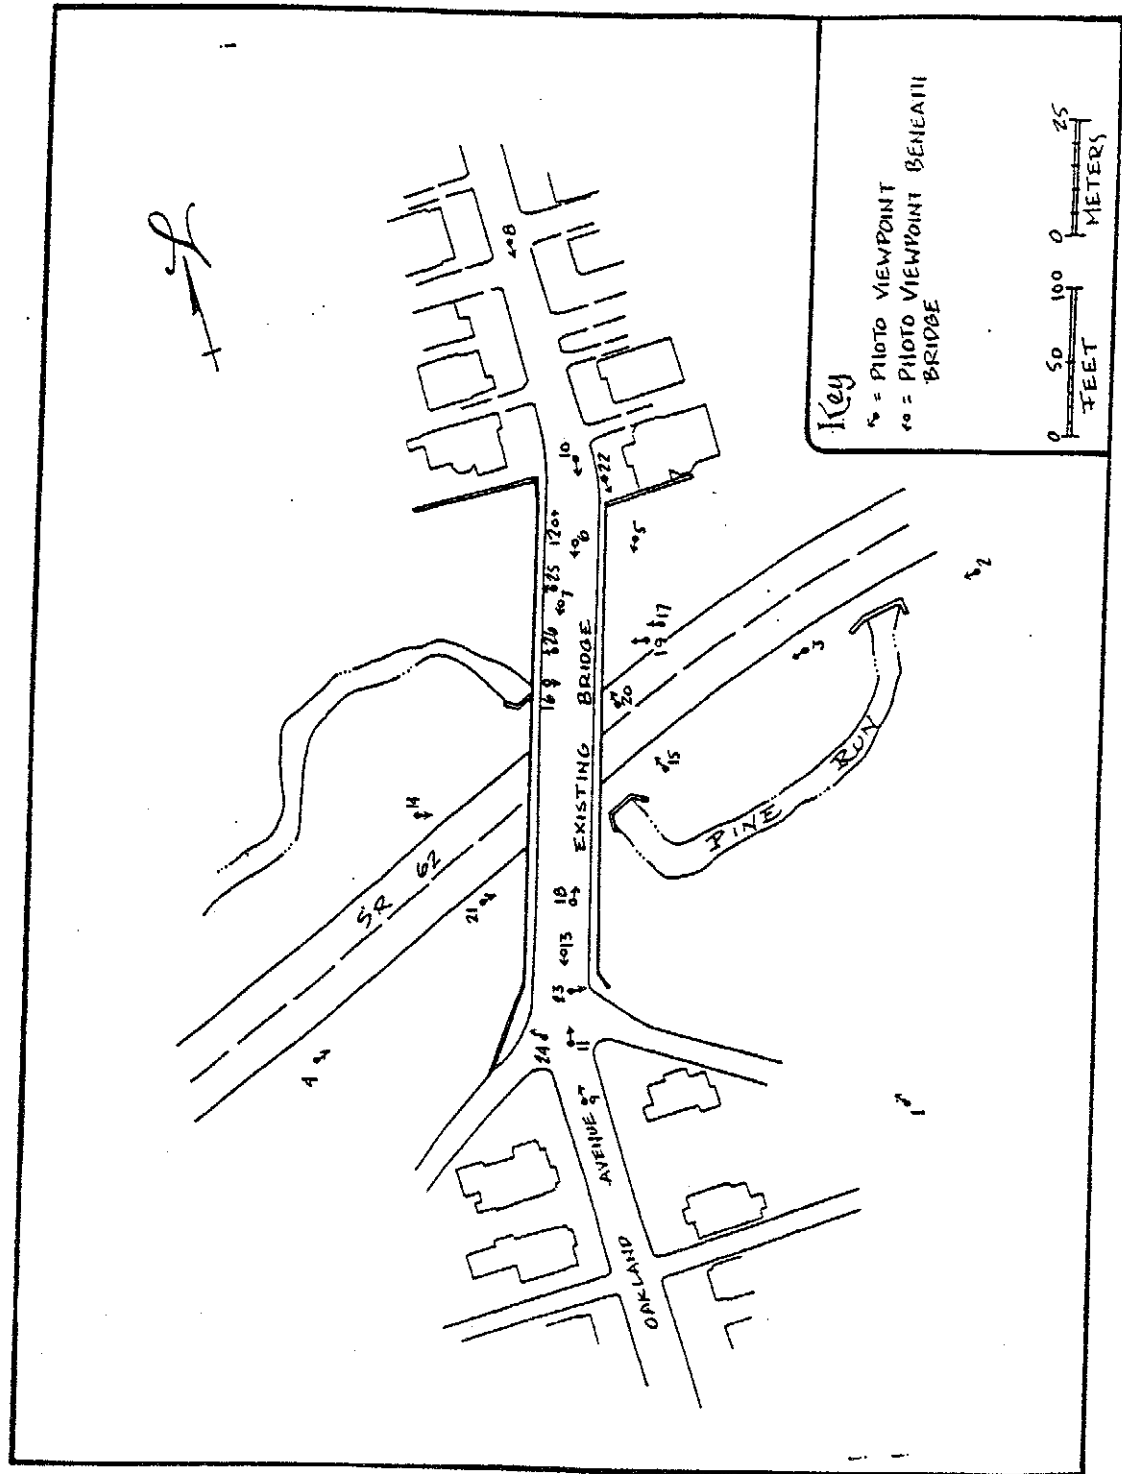 Key
= PHOTO VIEWPOINT
= PHOTO VIEWPOINT BENEATH
BRIDGE
0 50 100
FEET
0 25
METERS
8
10
22
12
6
5
25
7
2
26
17
19
3
16
20
EXISTING BRIDGE
15
14
PINE RUN
SR 62
21
18
13
23
24
11
4
9
1
OAKLAND AVENUE